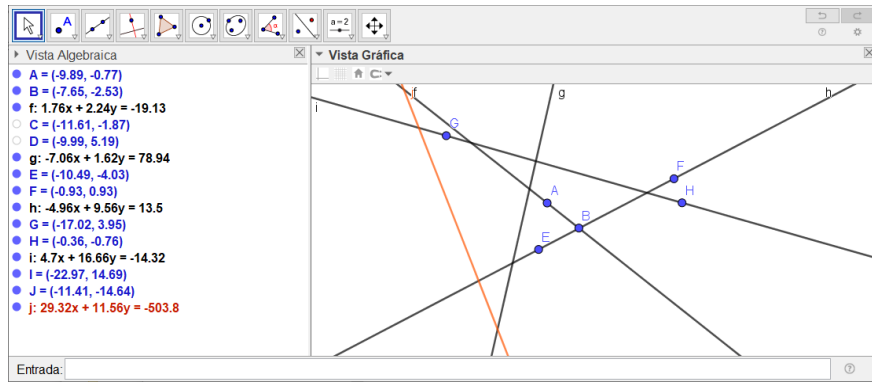 A
a=2
Vista Algebraica
A = (-9.89, -0.77)
B = (-7.65, -2.53)
f: 1.76x + 2.24y = -19.13
C = (-11.61, -1.87)
D = (-9.99, 5.19)
g: -7.06x + 1.62y = 78.94
E = (-10.49, -4.03)
F = (-0.93, 0.93)
h: -4.96x + 9.56y = 13.5
G = (-17.02, 3.95)
H = (-0.36, -0.76)
i: 4.7x + 16.66y = -14.32
I = (-22.97, 14.69)
J = (-11.41, -14.64)
j: 29.32x + 11.56y = -503.8
Vista Gráfica
f
g
h
i
G
F
A
H
B
E
Entrada: